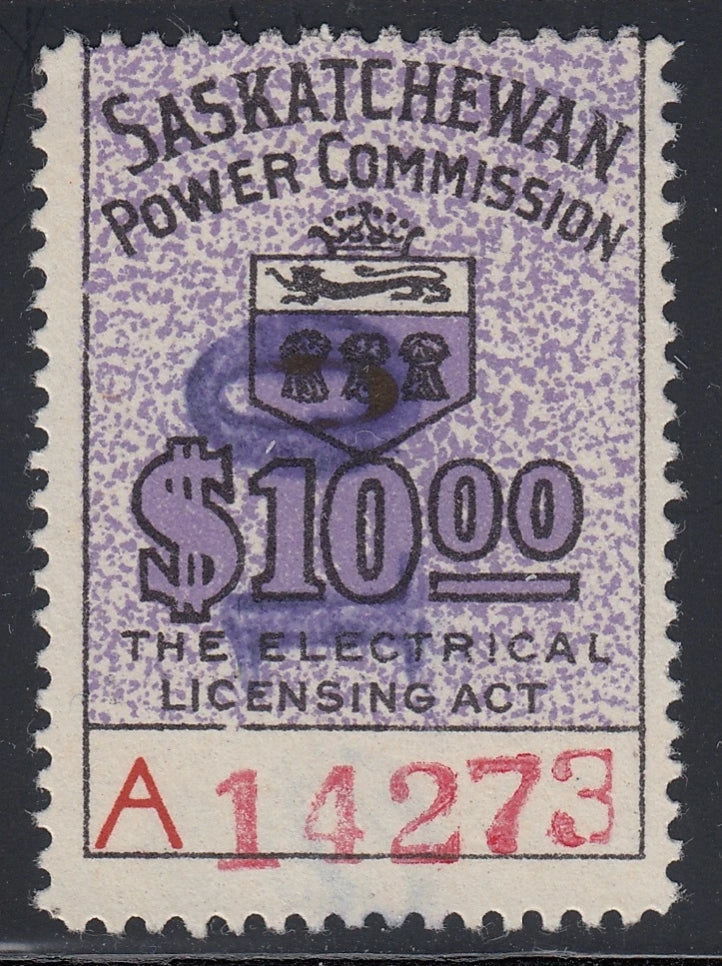 SASKATCHEWAN
POWER COMMISSION
$10 00
THE ELECTRICAL
LICENSING ACT
A 14273